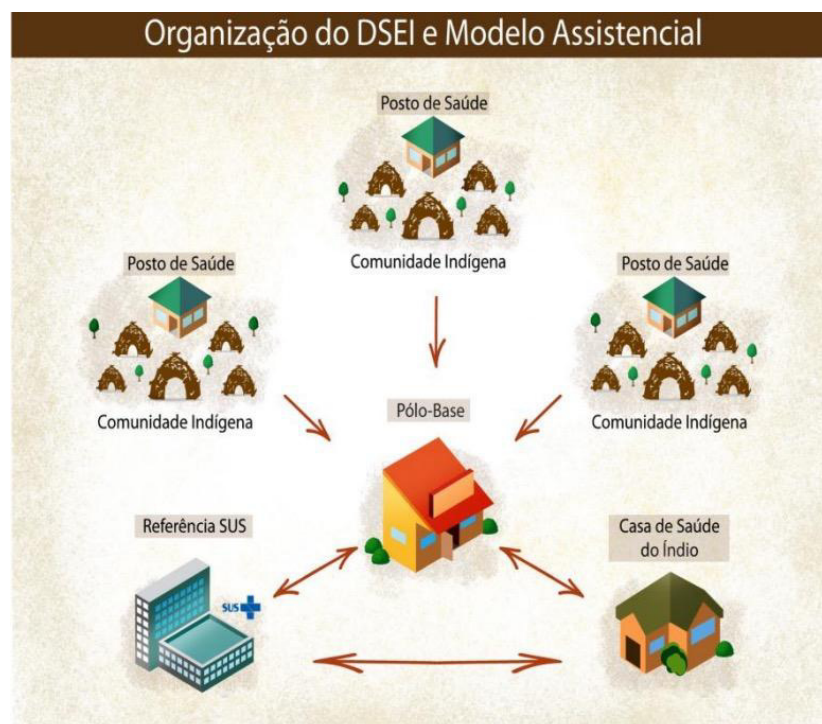 Organização do DSEI e Modelo Assistencial
Posto de Saúde
Comunidade Indígena
Posto de Saúde
Comunidade Indígena
Posto de Saúde
Comunidade Indígena
Pólo-Base
Referência SUS
SUS
Casa de Saúde
do Índio